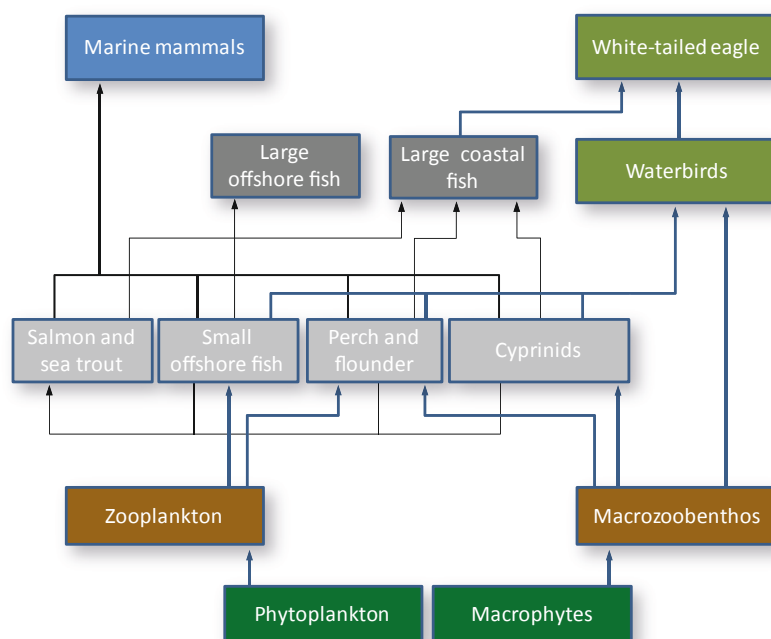 Marine mammals
White-tailed eagle
Large
offshore fish
Large coastal
fish
Waterbirds
Salmon and
sea trout
Small
offshore fish
Perch and
flounder
Cyprinids
Zooplankton
Macrozoobenthos
Phytoplankton
Macrophytes